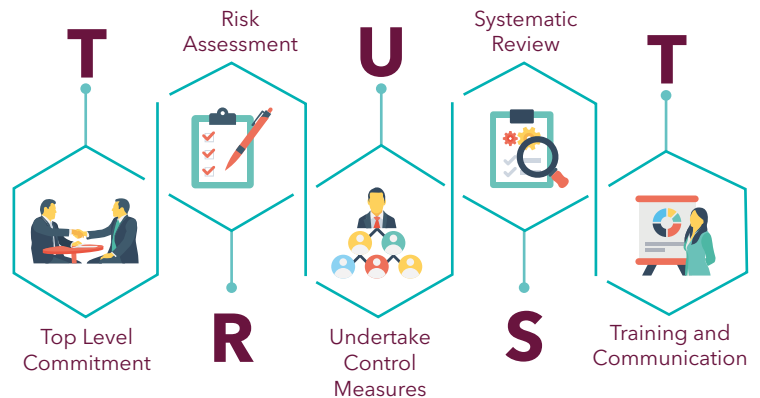 T
Top Level
Commitment
Risk
Assessment
R
U
Undertake
Control
Measures
Systematic
Review
S
T
Training and
Communication